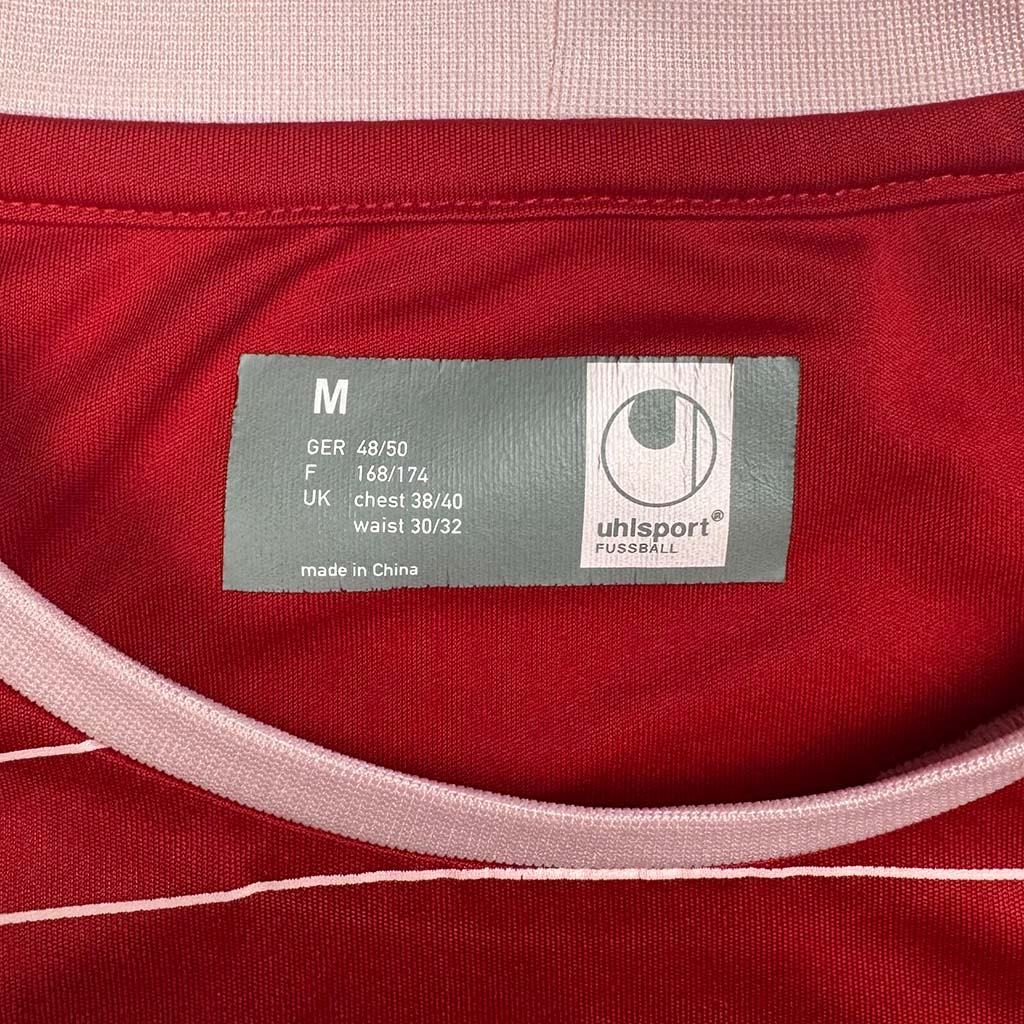 M
GER 48/50
F 168/174
UK chest 38/40
waist 30/32
made in China
uhlsport®
FUSSBALL